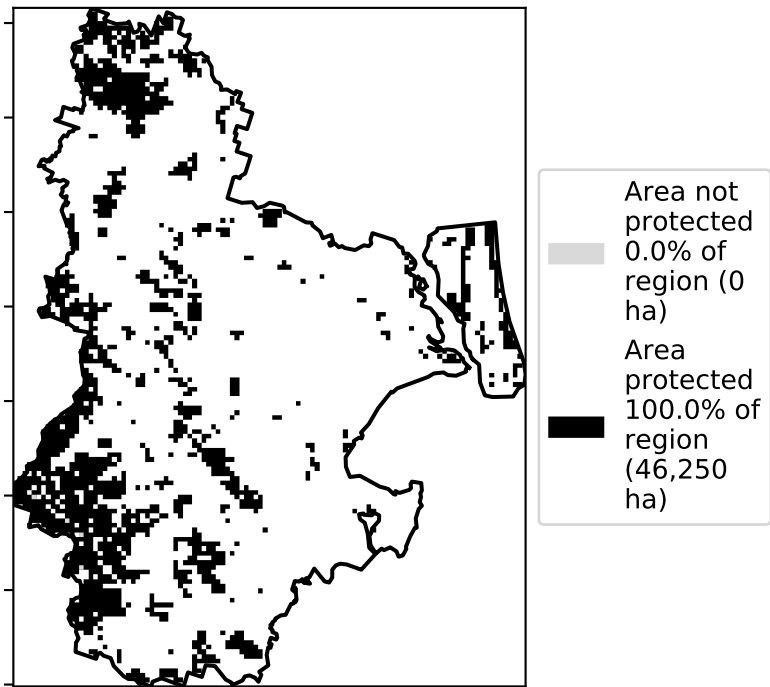 Area not
protected
0.0% of
region (0
ha)
Area
protected
100.0% of
region
(46,250
ha)